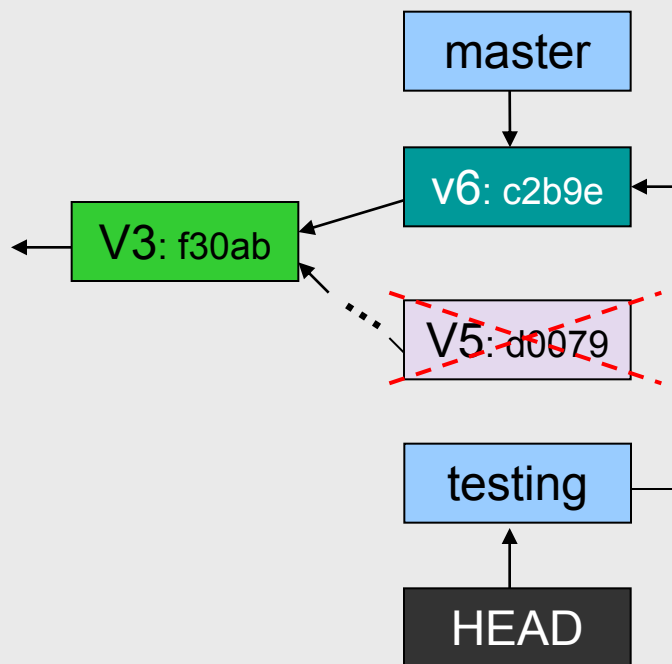 master
v6: c2b9e
V3: f30ab
V5: d0079
testing
HEAD